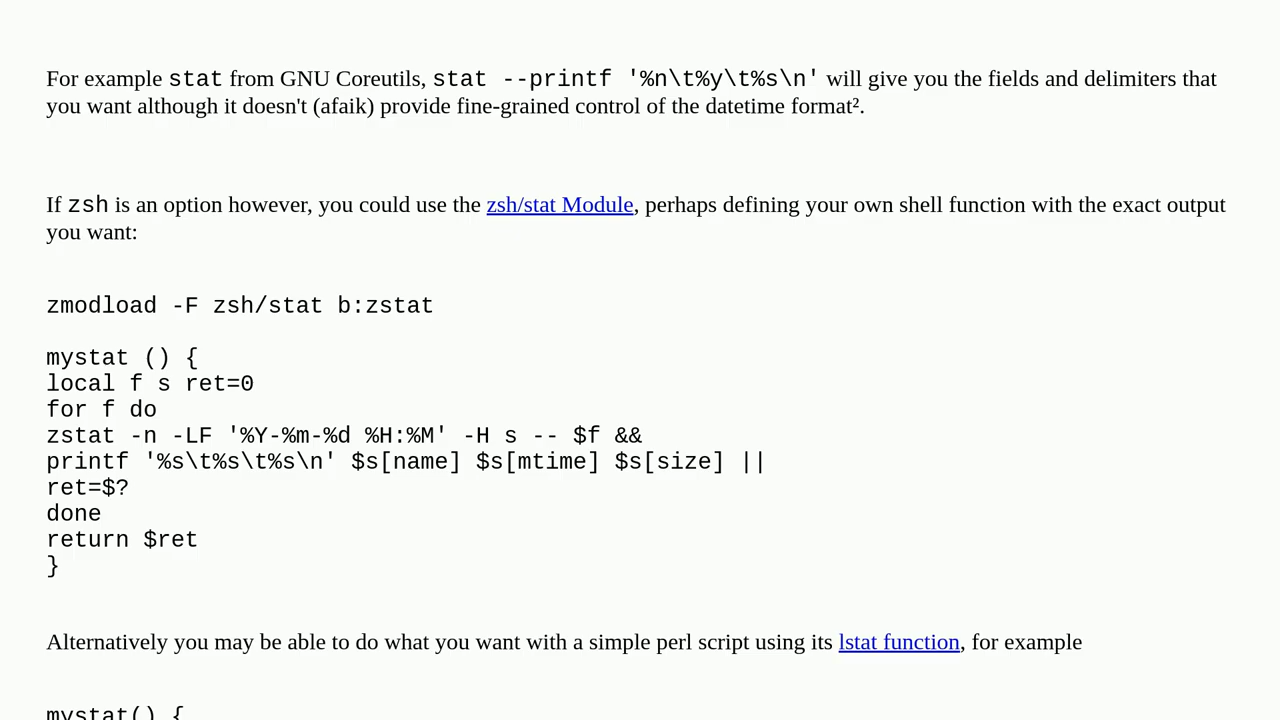 For example stat from GNU Coreutils, stat --printf '%n\t%y\t%s\n' will give you the fields and delimiters that
you want although it doesn't (afaik) provide fine-grained control of the datetime format².
If zsh is an option however, you could use the zsh/stat Module, perhaps defining your own shell function with the exact output
you want:
zmodload -F zsh/stat b:zstat
mystat () {
local f s ret=0
for f do
zstat -n -LF '%Y-%m-%d %H:%M' -H s -- $f &&
printf '%s\t%s\t%s\n' $s[name] $s[mtime] $s[size] ||
ret=$?
done
return $ret
}
Alternatively you may be able to do what you want with a simple perl script using its lstat function, for example
mystat() {